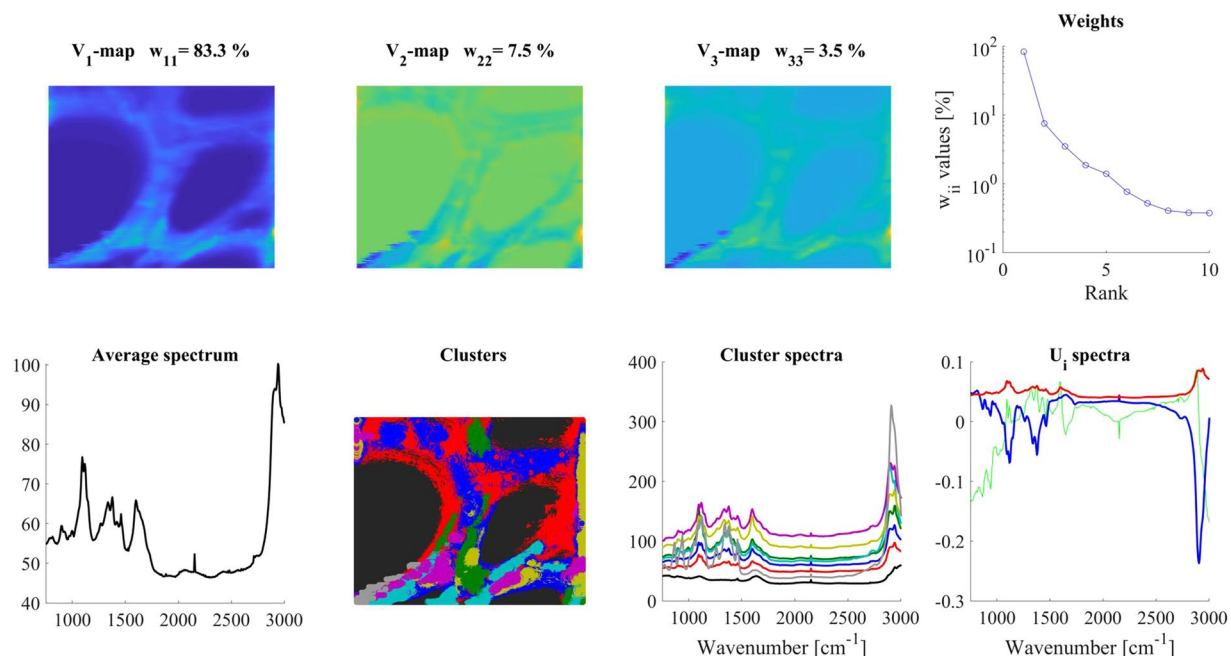 V1-map w11= 83.3 %
V2-map w22= 7.5 %
V3-map w33= 3.5 %
Weights
10^2
10^1
10^0
10^-1
wii values [%]
0 5 10
Rank
Average spectrum
100
90
80
70
60
50
40
1000 1500 2000 2500 3000
Clusters
Cluster spectra
400
300
200
100
0
1000 1500 2000 2500 3000
Wavenumber [cm^-1]
Ui spectra
0.1
0
-0.1
-0.2
-0.3
1000 1500 2000 2500 3000
Wavenumber [cm^-1]